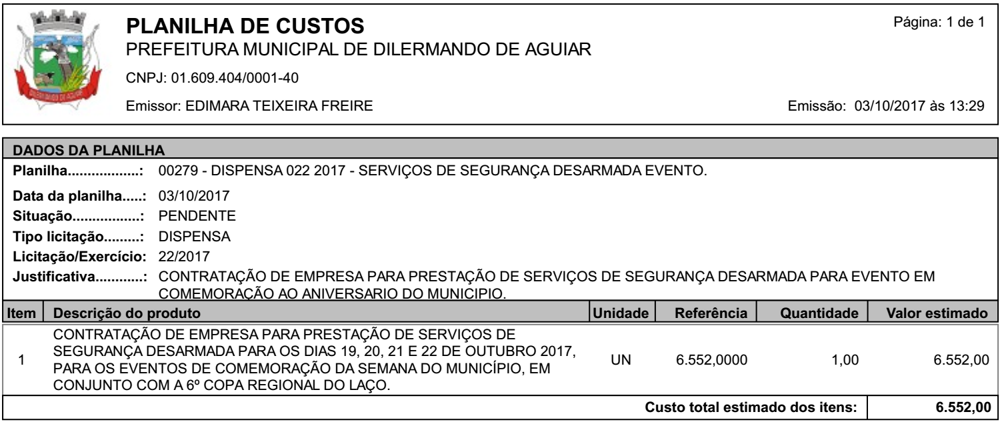 PLANILHA DE CUSTOS
Página: 1 de 1
PREFEITURA MUNICIPAL DE DILERMANDO DE AGUIAR
CNPJ: 01.609.404/0001-40
Emissor: EDIMARA TEIXEIRA FREIRE
Emissão: 03/10/2017 às 13:29
DILERMANDO DE AGUIAR
DADOS DA PLANILHA
Planilha..................: 00279 - DISPENSA 022 2017 - SERVIÇOS DE SEGURANÇA DESARMADA EVENTO.
Data da planilha.....: 03/10/2017
Situação.................: PENDENTE
Tipo licitação.........: DISPENSA
Licitação/Exercício: 22/2017
Justificativa............: CONTRATAÇÃO DE EMPRESA PARA PRESTAÇÃO DE SERVIÇOS DE SEGURANÇA DESARMADA PARA EVENTO EM
COMEMORAÇÃO AO ANIVERSARIO DO MUNICIPIO.
Item Descrição do produto Unidade Referência Quantidade Valor estimado
CONTRATAÇÃO DE EMPRESA PARA PRESTAÇÃO DE SERVIÇOS DE
SEGURANÇA DESARMADA PARA OS DIAS 19, 20, 21 E 22 DE OUTUBRO 2017,
1 UN 6.552,0000 1,00 6.552,00
PARA OS EVENTOS DE COMEMORAÇÃO DA SEMANA DO MUNICÍPIO, EM
CONJUNTO COM A 6º COPA REGIONAL DO LAÇO.
Custo total estimado dos itens: 6.552,00